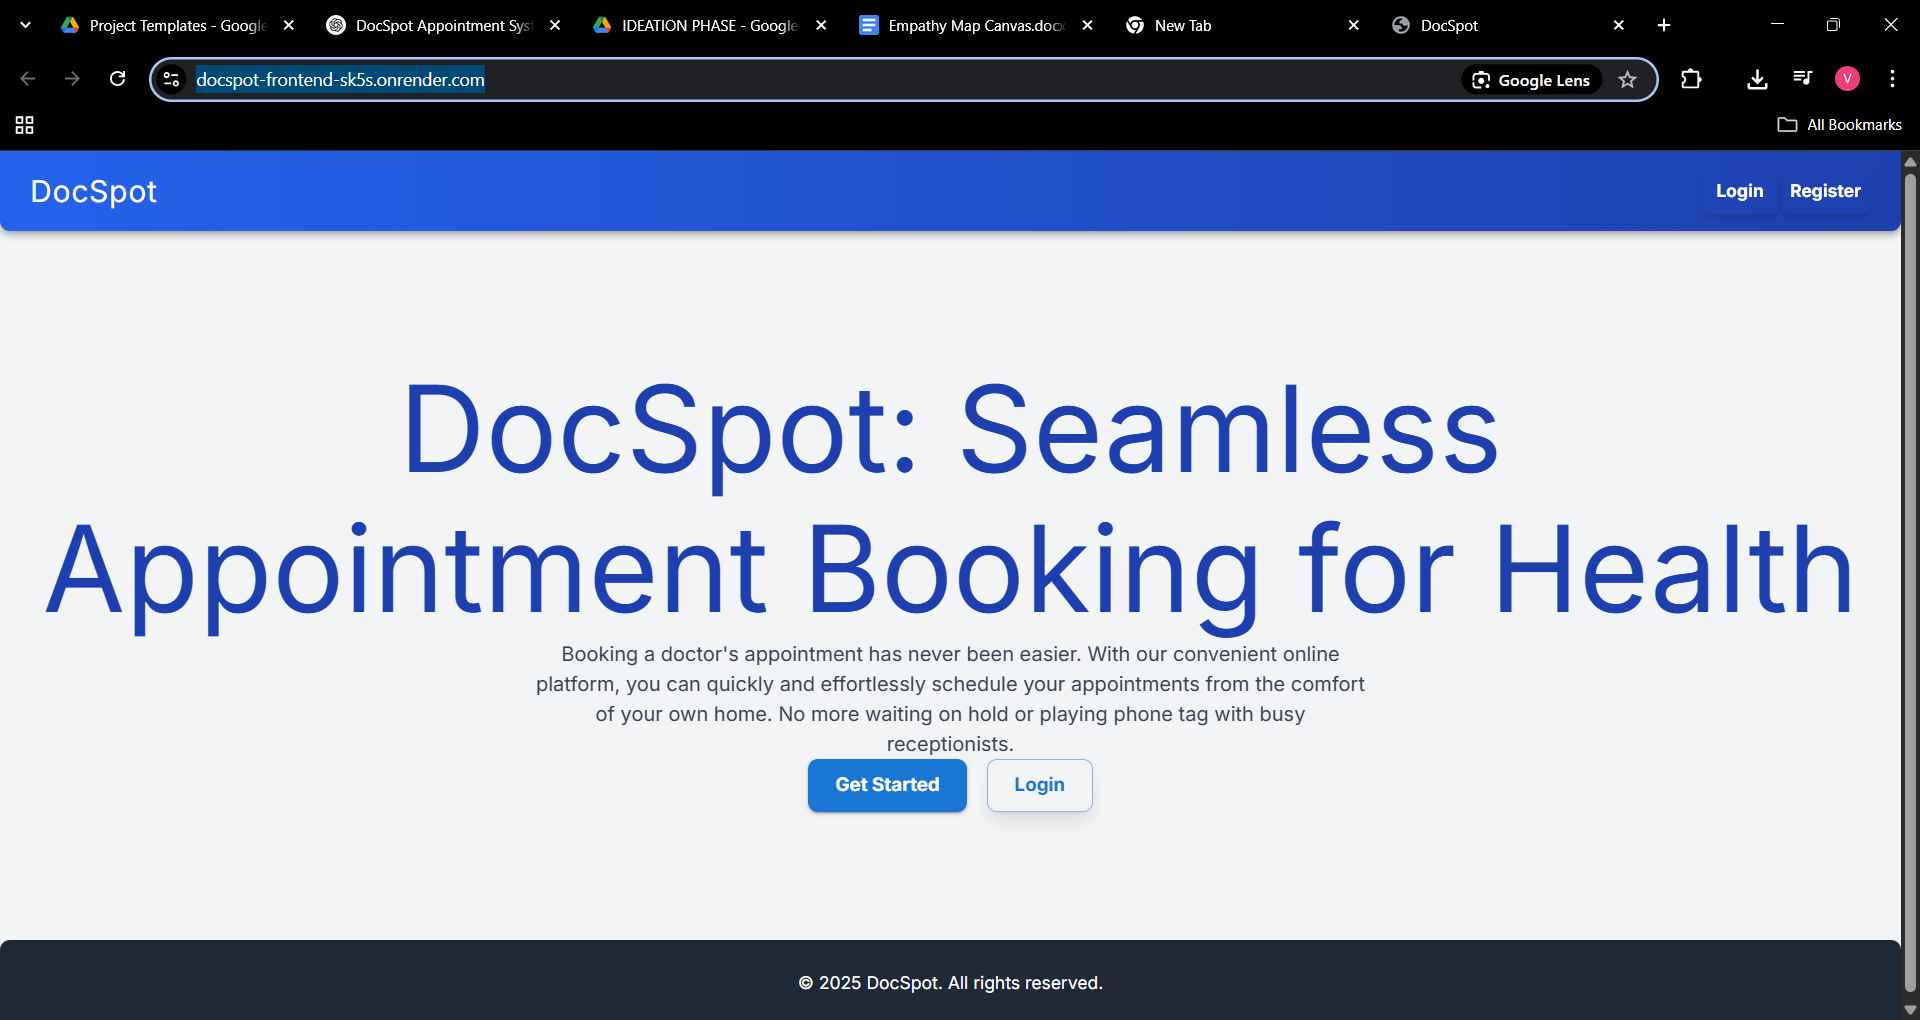 Project Templates - Google
DocSpot Appointment Sys
IDEATION PHASE - Google
Empathy Map Canvas.docx
New Tab
DocSpot
docspot-frontend-sk5s.onrender.com
Google Lens
V
All Bookmarks
DocSpot
Login
Register
DocSpot: Seamless
Appointment Booking for Health
Booking a doctor's appointment has never been easier. With our convenient online
platform, you can quickly and effortlessly schedule your appointments from the comfort
of your own home. No more waiting on hold or playing phone tag with busy
receptionists.
Get Started
Login
© 2025 DocSpot. All rights reserved.